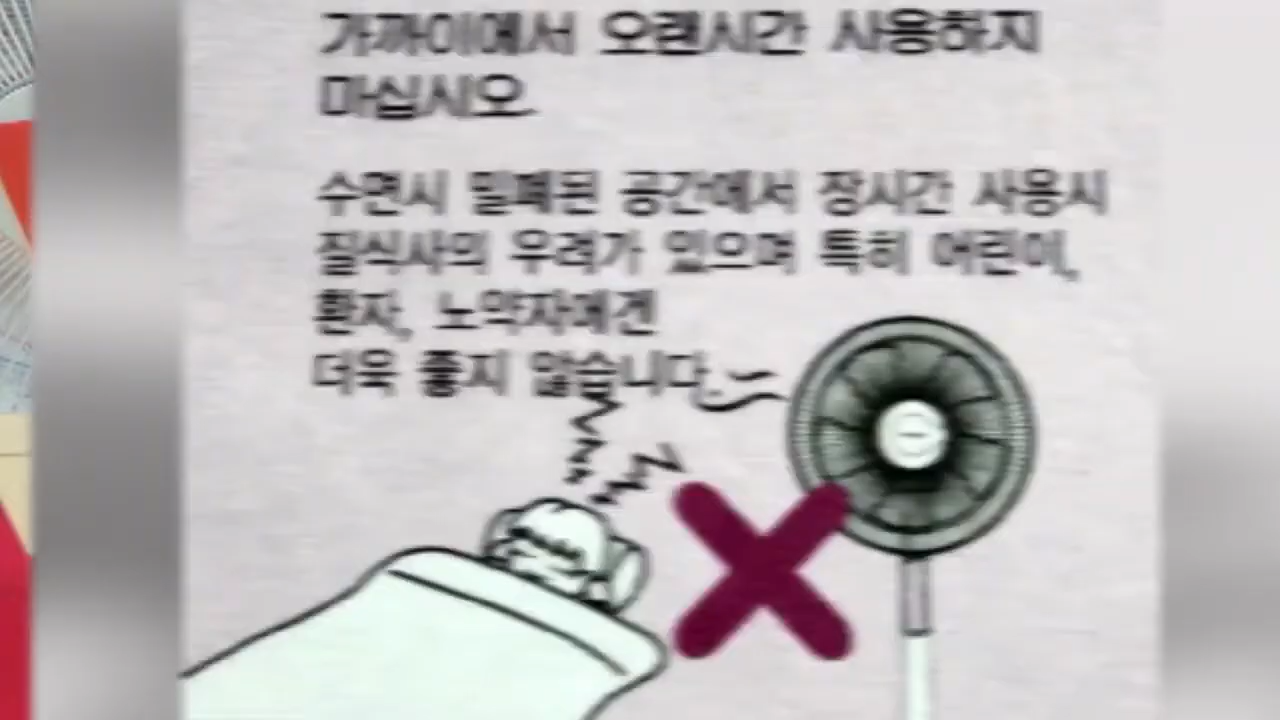 가까이에서 오랜시간 사용하지
마십시오.
수면시 밀폐된 공간에서 장시간 사용시
질식사의 우려가 있으며 특히 어린이,
환자, 노약자에겐
더욱 좋지 않습니다.